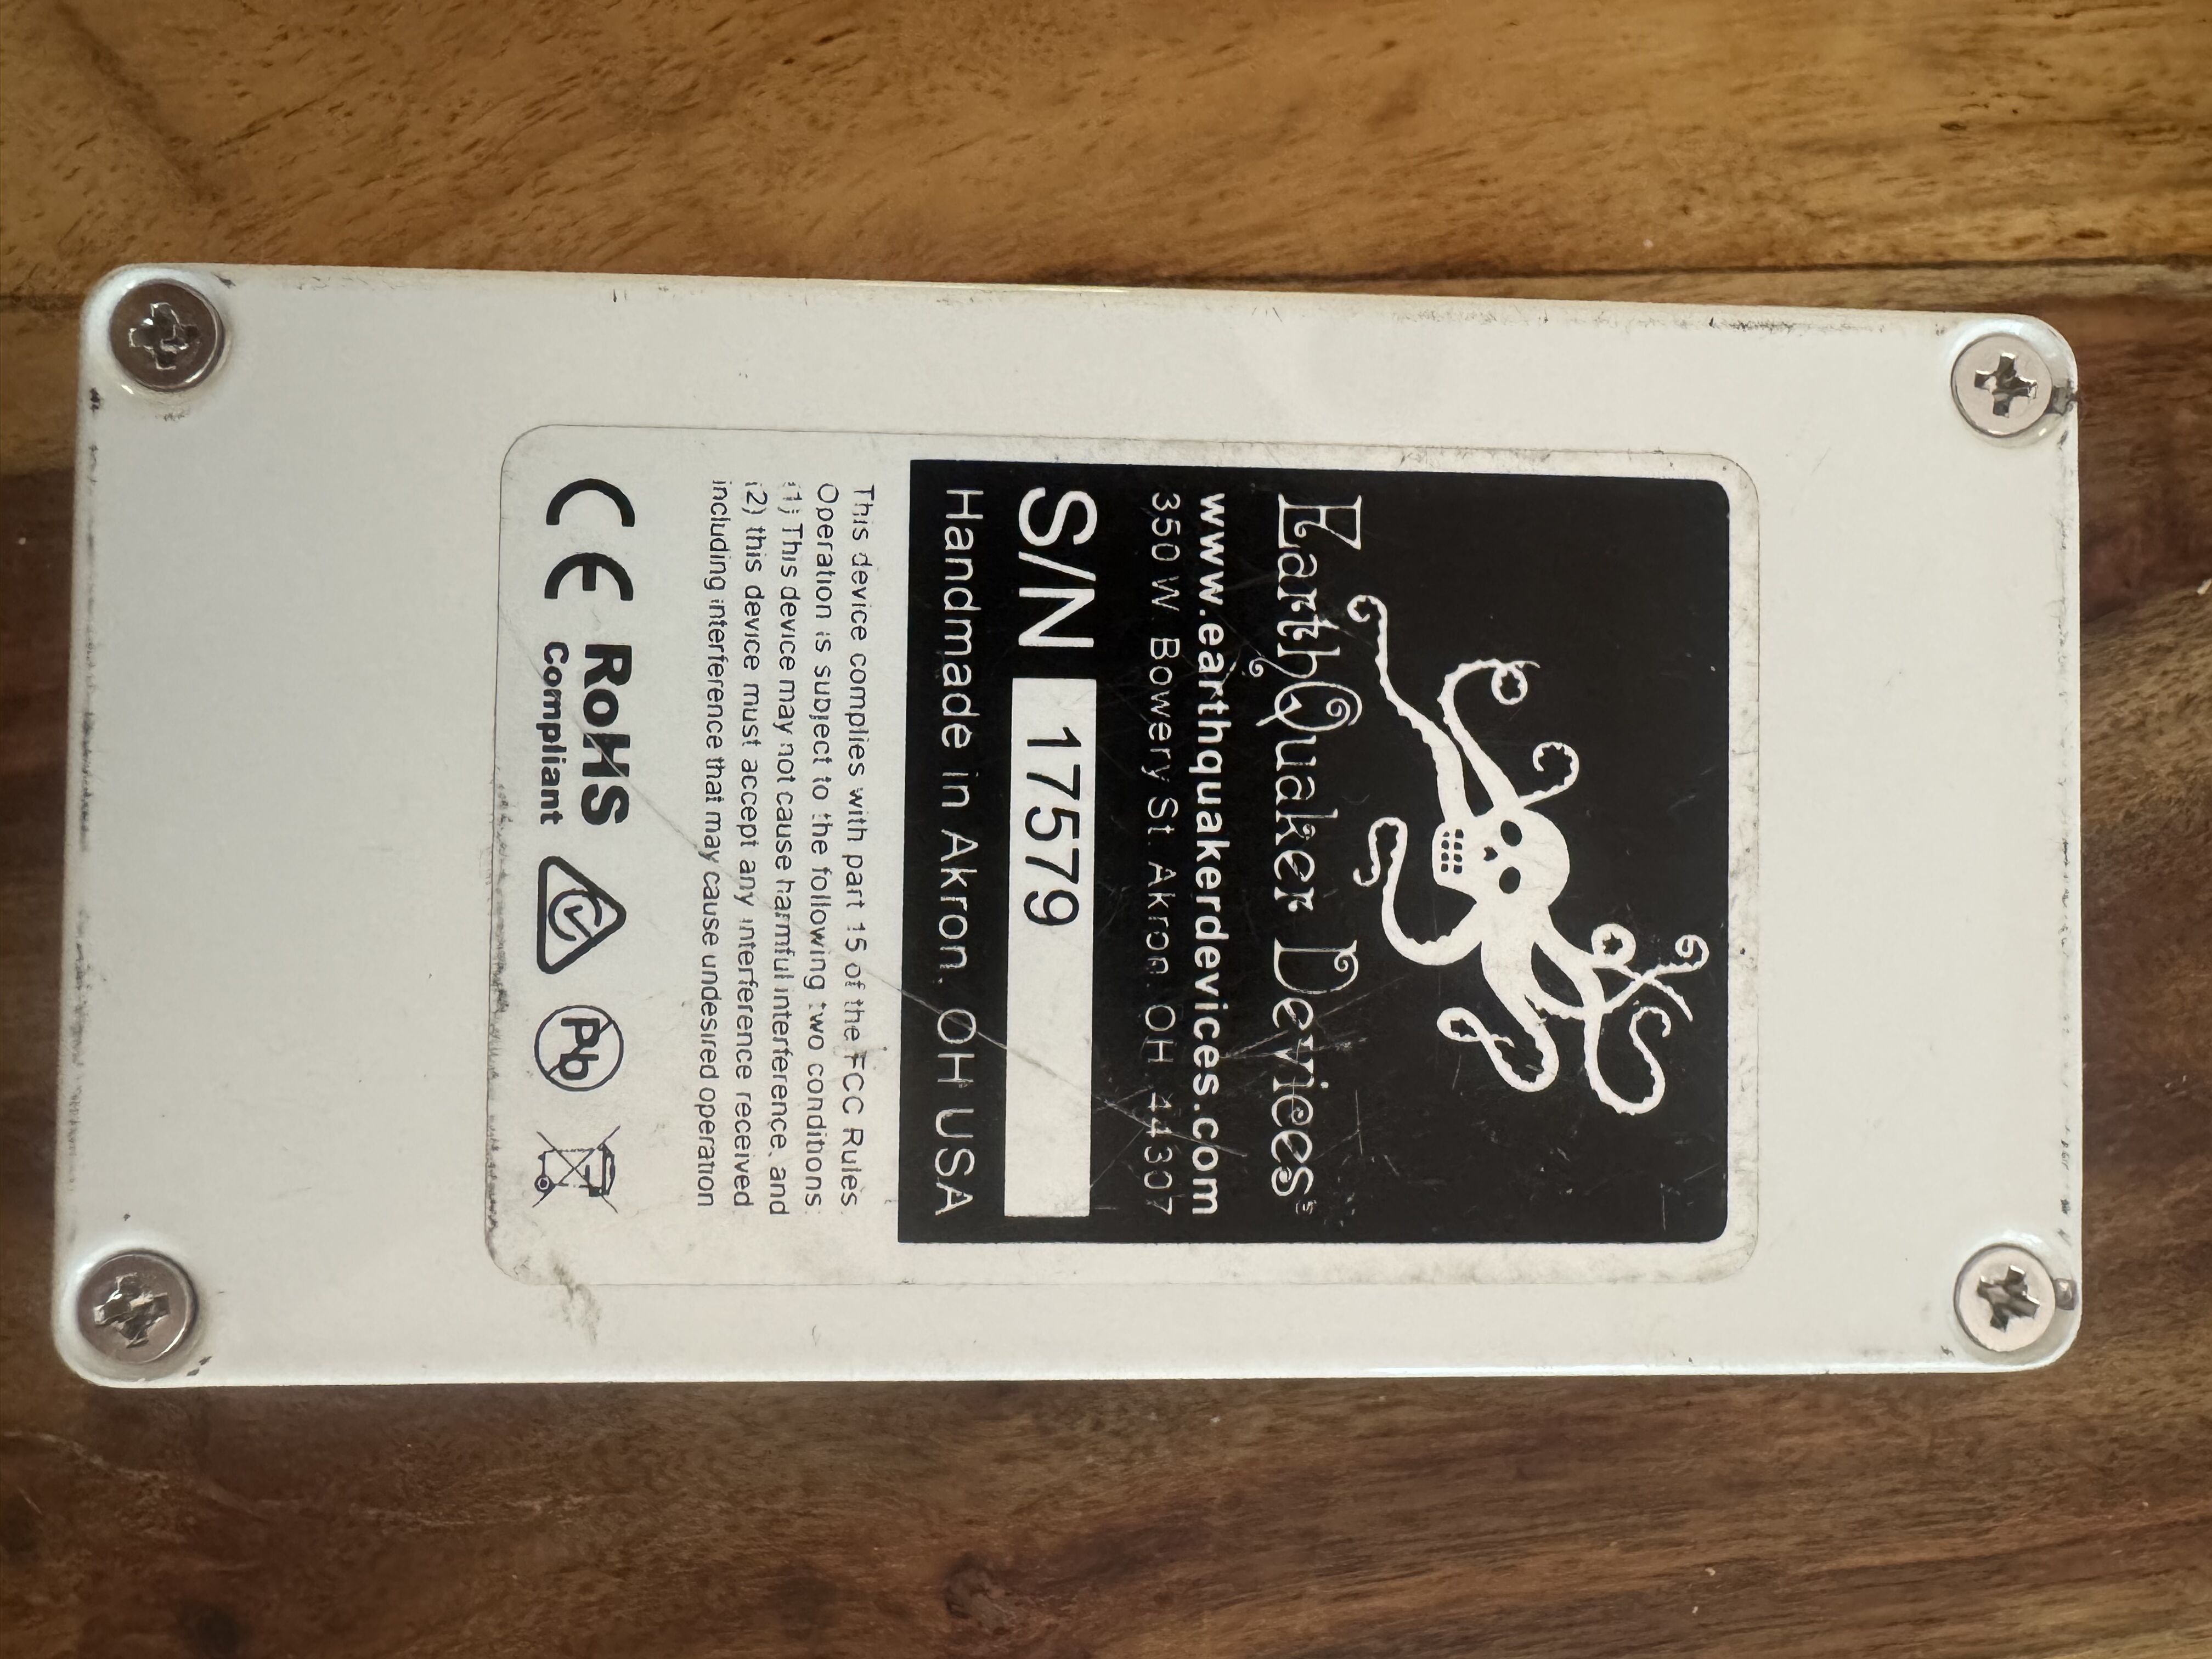 EarthQuaker Devices
www.earthquakerdevices.com
350 W. Bowery St. Akron, OH 44307
S/N 17579
Handmade in Akron, OH USA
This device complies with part 15 of the FCC Rules.
Operation is subject to the following two conditions:
(1) This device may not cause harmful interference, and
(2) this device must accept any interference received
including interference that may cause undesired operation
CE RoHS Pb
Compliant